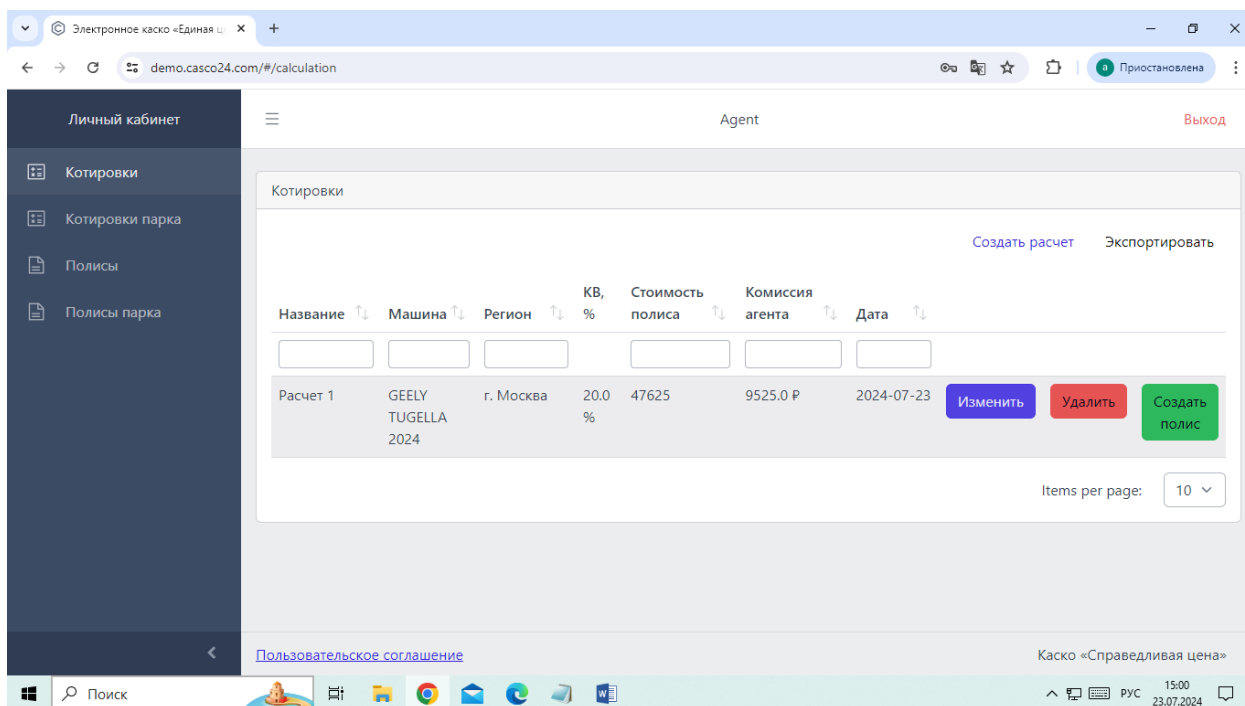 Электронное каско «Единая ц
demo.casco24.com/#/calculation
a Приостановлена
Личный кабинет
Agent
Выход
Котировки
Котировки парка
Полисы
Полисы парка
Котировки
Создать расчет Экспортировать
Название Машина Регион КВ, % Стоимость полиса Комиссия агента Дата
Расчет 1 GEELY TUGELLA 2024 г. Москва 20.0 % 47625 9525.0 ₽ 2024-07-23 Изменить Удалить Создать полис
Items per page: 10
Пользовательское соглашение
Каско «Справедливая цена»
Поиск
РУС
15:00
23.07.2024